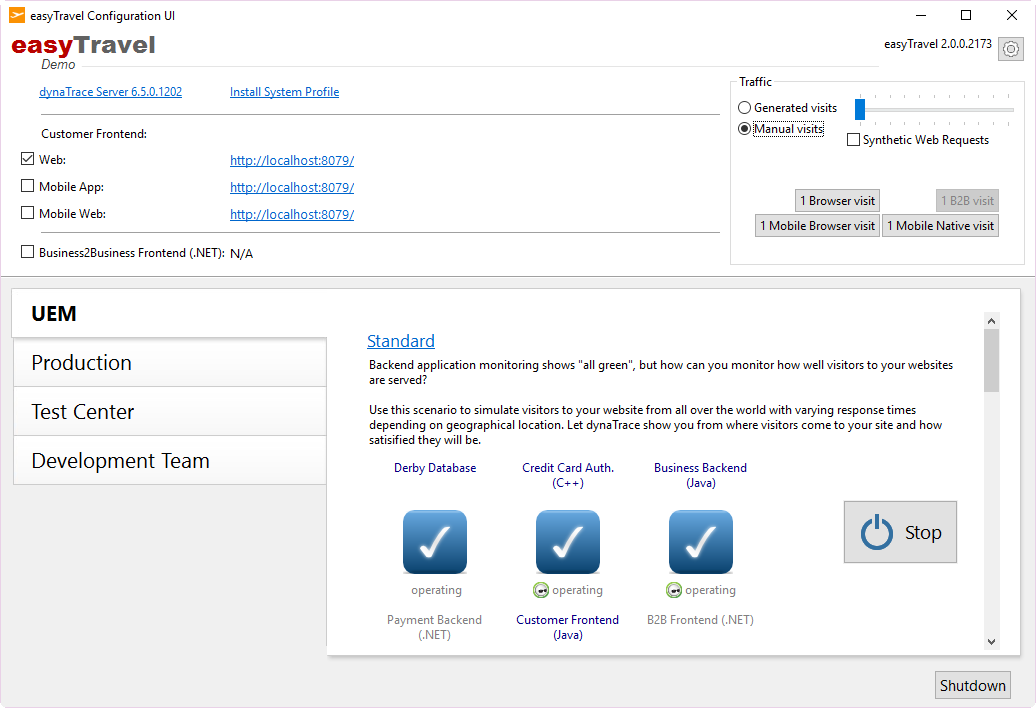 easyTravel Configuration UI
easyTravel
Demo
easyTravel 2.0.0.2173
dynaTrace Server 6.5.0.1202
Install System Profile
Customer Frontend:
Web:
http://localhost:8079/
Mobile App:
http://localhost:8079/
Mobile Web:
http://localhost:8079/
Business2Business Frontend (.NET):
N/A
Traffic
Generated visits
Manual visits
Synthetic Web Requests
1 Browser visit
1 B2B visit
1 Mobile Browser visit
1 Mobile Native visit
UEM
Production
Test Center
Development Team
Standard
Backend application monitoring shows "all green", but how can you monitor how well visitors to your websites
are served?
Use this scenario to simulate visitors to your website from all over the world with varying response times
depending on geographical location. Let dynaTrace show you from where visitors come to your site and how
satisified they will be.
Derby Database
Credit Card Auth.
(C++)
Business Backend
(Java)
operating
operating
operating
Payment Backend
(.NET)
Customer Frontend
(Java)
B2B Frontend (.NET)
Stop
Shutdown